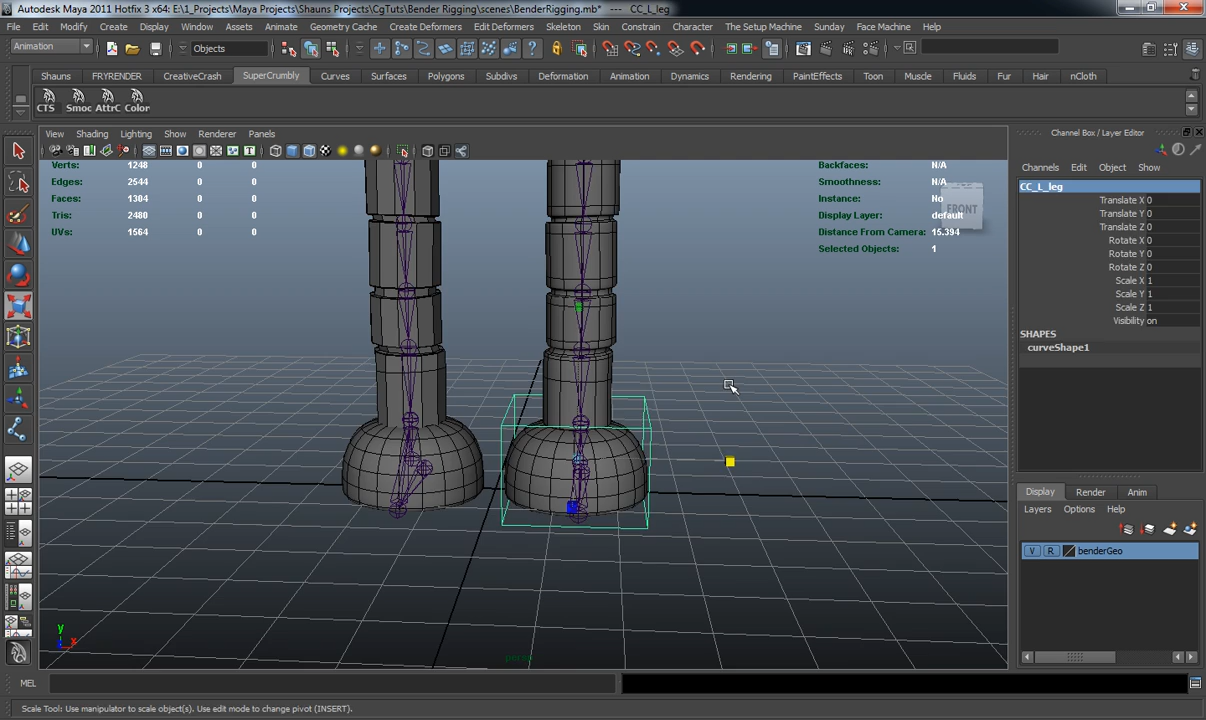 Autodesk Maya 2011 Hotfix 3 x64: E:\1_Projects\Maya Projects\Shauns Projects\CgTuts\Bender Rigging\scenes\BenderRigging.mb* --- CC_L_leg
File Edit Modify Create Display Window Assets Animate Geometry Cache Create Deformers Edit Deformers Skeleton Skin Constrain Character Muscle The Setup Machine Sunday Face Machine Help
Animation Objects
Shauns FRYRENDER CreativeCrash SuperCrumbly Curves Surfaces Polygons Subdivs Deformation Animation Dynamics Rendering PaintEffects Toon Muscle Fluids Fur Hair nCloth
CTS Smoc AttrC Color
View Shading Lighting Show Renderer Panels
Verts: 1248 0 0
Edges: 2544 0 0
Faces: 1304 0 0
Tris: 2480 0 0
UVs: 1564 0 0
Backfaces: N/A
Smoothness: N/A
Instance: No
Display Layer: default
Distance From Camera: 15.394
Selected Objects: 1
FRONT
y
x
Channel Box / Layer Editor
Channels Edit Object Show
CC_L_leg
Translate X 0
Translate Y 0
Translate Z 0
Rotate X 0
Rotate Y 0
Rotate Z 0
Scale X 1
Scale Y 1
Scale Z 1
Visibility on
SHAPES
curveShape1
Display Render Anim
Layers Options Help
V R benderGeo
MEL
Scale Tool: Use manipulator to scale object(s). Use edit mode to change pivot (INSERT).